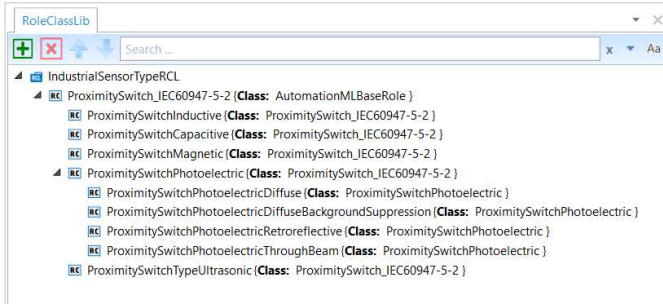 RoleClassLib
Search ...
x
Aa
IndustrialSensorTypeRCL
RC ProximitySwitch_IEC60947-5-2 {Class: AutomationMLBaseRole }
RC ProximitySwitchInductive {Class: ProximitySwitch_IEC60947-5-2 }
RC ProximitySwitchCapacitive {Class: ProximitySwitch_IEC60947-5-2 }
RC ProximitySwitchMagnetic {Class: ProximitySwitch_IEC60947-5-2 }
RC ProximitySwitchPhotoelectric {Class: ProximitySwitch_IEC60947-5-2 }
RC ProximitySwitchPhotoelectricDiffuse {Class: ProximitySwitchPhotoelectric }
RC ProximitySwitchPhotoelectricDiffuseBackgroundSuppression {Class: ProximitySwitchPhotoelectric }
RC ProximitySwitchPhotoelectricRetroreflective {Class: ProximitySwitchPhotoelectric }
RC ProximitySwitchPhotoelectricThroughBeam {Class: ProximitySwitchPhotoelectric }
RC ProximitySwitchTypeUltrasonic {Class: ProximitySwitch_IEC60947-5-2 }